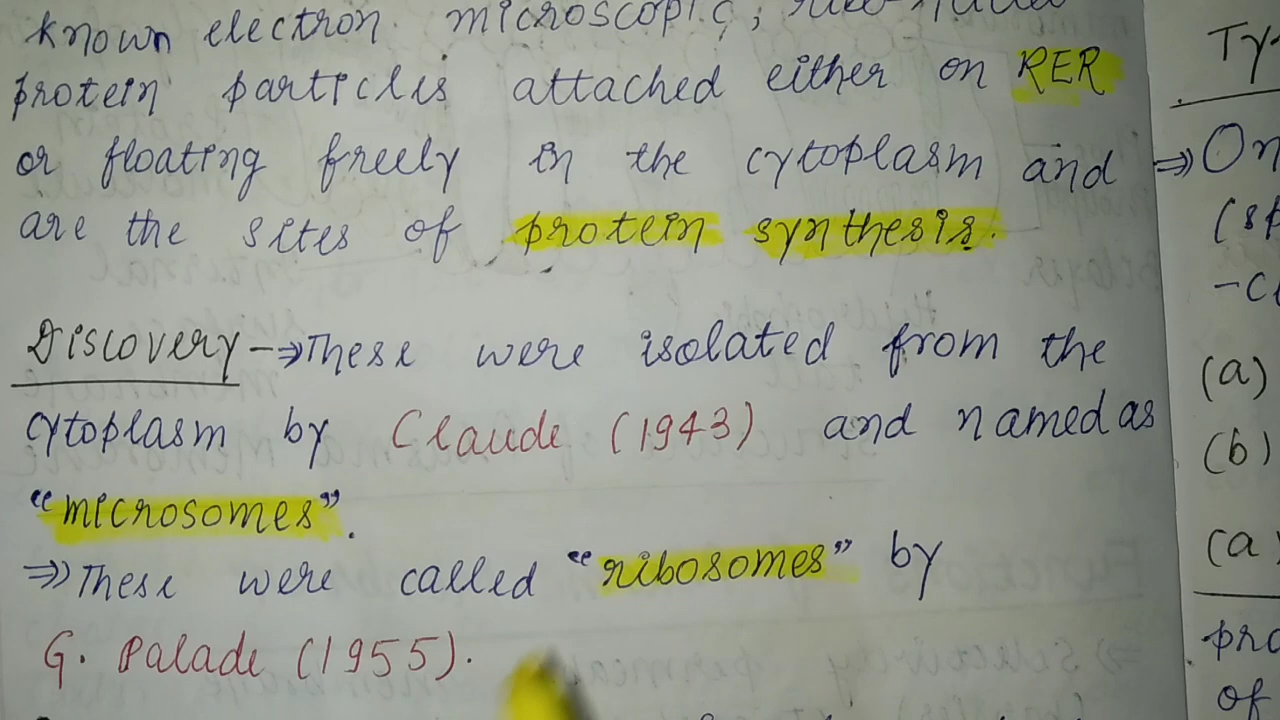 known electron microscopic,
protein particles attached either on RER
or floating freely in the cytoplasm and
are the sites of protein synthesis.
Discovery → These were isolated from the
cytoplasm by Claude (1943) and named as
"microsomes".
⇒ These were called "ribosomes" by
G. Palade (1955).
⇒ On
(a)
(b)
(a)
of